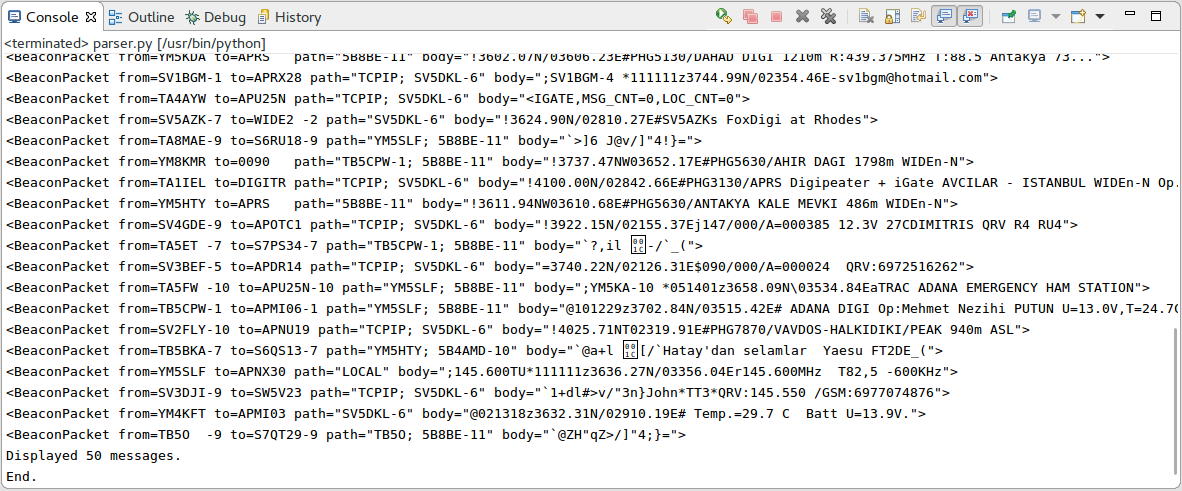 Console Outline Debug History
<terminated> parser.py [/usr/bin/python]
<BeaconPacket from=YM5KDA to=APRS   path="5B8BE-11" body="!3602.07N/03606.23E#PHG5130/DAHAD DIGI 1210m R:439.375MHz T:88.5 Antakya 73...">
<BeaconPacket from=SV1BGM-1 to=APRX28 path="TCPIP; SV5DKL-6" body=";SV1BGM-4 *111111z3744.99N/02354.46E-sv1bgm@hotmail.com">
<BeaconPacket from=TA4AYW to=APU25N path="TCPIP; SV5DKL-6" body="<IGATE,MSG_CNT=0,LOC_CNT=0">
<BeaconPacket from=SV5AZK-7 to=WIDE2 -2 path="SV5DKL-6" body="!3624.90N/02810.27E#SV5AZKs FoxDigi at Rhodes">
<BeaconPacket from=TA8MAE-9 to=S6RU18-9 path="YM5SLF; 5B8BE-11" body="`>]6 J@v/]"4!}=">
<BeaconPacket from=YM8KMR to=0090   path="TB5CPW-1; 5B8BE-11" body="!3737.47NW03652.17E#PHG5630/AHIR DAGI 1798m WIDEn-N">
<BeaconPacket from=TA1IEL to=DIGITR path="TCPIP; SV5DKL-6" body="!4100.00N/02842.66E#PHG3130/APRS Digipeater + iGate AVCILAR - ISTANBUL WIDEn-N Op.
<BeaconPacket from=YM5HTY to=APRS   path="5B8BE-11" body="!3611.94NW03610.68E#PHG5630/ANTAKYA KALE MEVKI 486m WIDEn-N">
<BeaconPacket from=SV4GDE-9 to=APOTC1 path="TCPIP; SV5DKL-6" body="!3922.15N/02155.37Ej147/000/A=000385 12.3V 27CDIMITRIS QRV R4 RU4">
<BeaconPacket from=TA5ET -7 to=S7PS34-7 path="TB5CPW-1; 5B8BE-11" body="`?,il 001C-/`_(">
<BeaconPacket from=SV3BEF-5 to=APDR14 path="TCPIP; SV5DKL-6" body="=3740.22N/02126.31E$090/000/A=000024  QRV:6972516262">
<BeaconPacket from=TA5FW -10 to=APU25N-10 path="YM5SLF; 5B8BE-11" body=";YM5KA-10 *051401z3658.09N\03534.84EaTRAC ADANA EMERGENCY HAM STATION">
<BeaconPacket from=TB5CPW-1 to=APMI06-1 path="YM5SLF; 5B8BE-11" body="@101229z3702.84N/03515.42E# ADANA DIGI Op:Mehmet Nezihi PUTUN U=13.0V,T=24.7C
<BeaconPacket from=SV2FLY-10 to=APNU19 path="TCPIP; SV5DKL-6" body="!4025.71NT02319.91E#PHG7870/VAVDOS-HALKIDIKI/PEAK 940m ASL">
<BeaconPacket from=TB5BKA-7 to=S6QS13-7 path="YM5HTY; 5B4AMD-10" body="`@a+l 001C[/`Hatay'dan selamlar  Yaesu FT2DE_(">
<BeaconPacket from=YM5SLF to=APNX30 path="LOCAL" body=";145.600TU*111111z3636.27N/03356.04Er145.600MHz  T82,5 -600KHz">
<BeaconPacket from=SV3DJI-9 to=SW5V23 path="TCPIP; SV5DKL-6" body="`1+dl#>v/"3n}John*TT3*QRV:145.550 /GSM:6977074876">
<BeaconPacket from=YM4KFT to=APMI03 path="SV5DKL-6" body="@021318z3632.31N/02910.19E# Temp.=29.7 C  Batt U=13.9V.">
<BeaconPacket from=TB5O  -9 to=S7QT29-9 path="TB5O; 5B8BE-11" body="`@ZH"qZ>/]"4;}=">
Displayed 50 messages.
End.